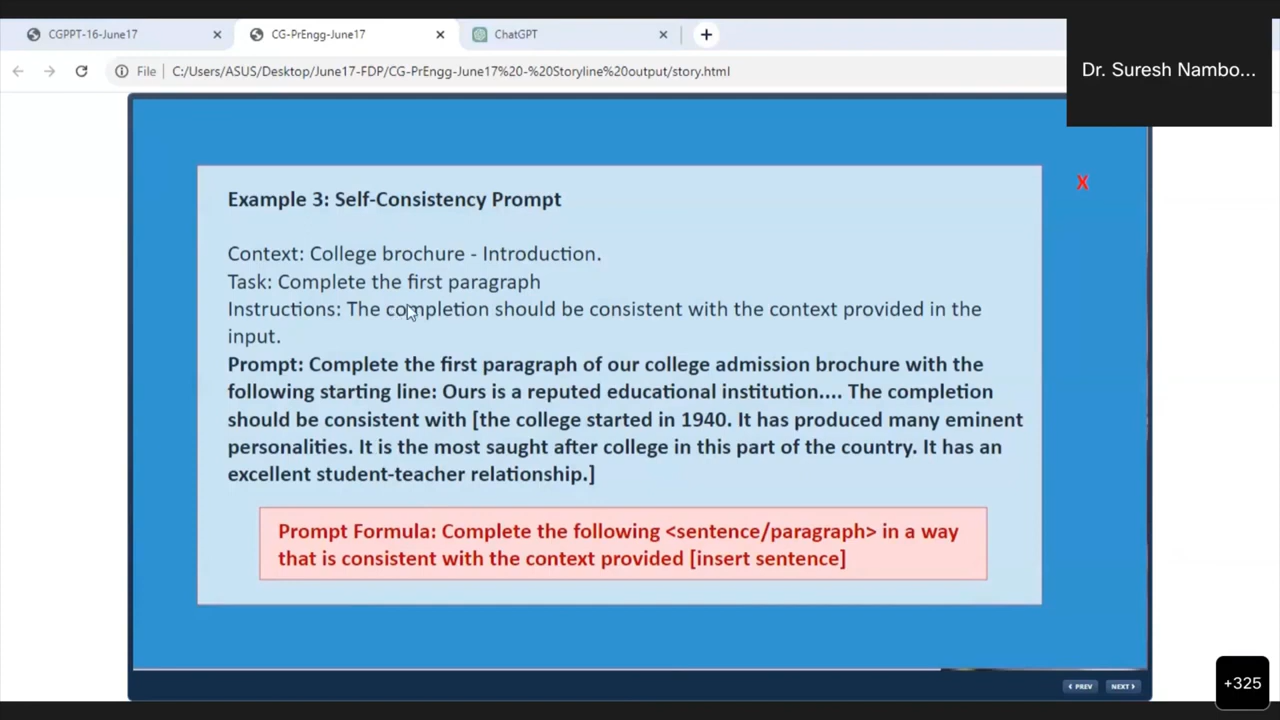 CGPPT-16-June17
CG-PrEngg-June17
ChatGPT
File C:/Users/ASUS/Desktop/June17-FDP/CG-PrEngg-June17%20-%20Storyline%20output/story.html
Dr. Suresh Nambo...
X
Example 3: Self-Consistency Prompt
Context: College brochure - Introduction.
Task: Complete the first paragraph
Instructions: The completion should be consistent with the context provided in the
input.
Prompt: Complete the first paragraph of our college admission brochure with the
following starting line: Ours is a reputed educational institution.... The completion
should be consistent with [the college started in 1940. It has produced many eminent
personalities. It is the most saught after college in this part of the country. It has an
excellent student-teacher relationship.]
Prompt Formula: Complete the following <sentence/paragraph> in a way
that is consistent with the context provided [insert sentence]
PREV
NEXT
+325